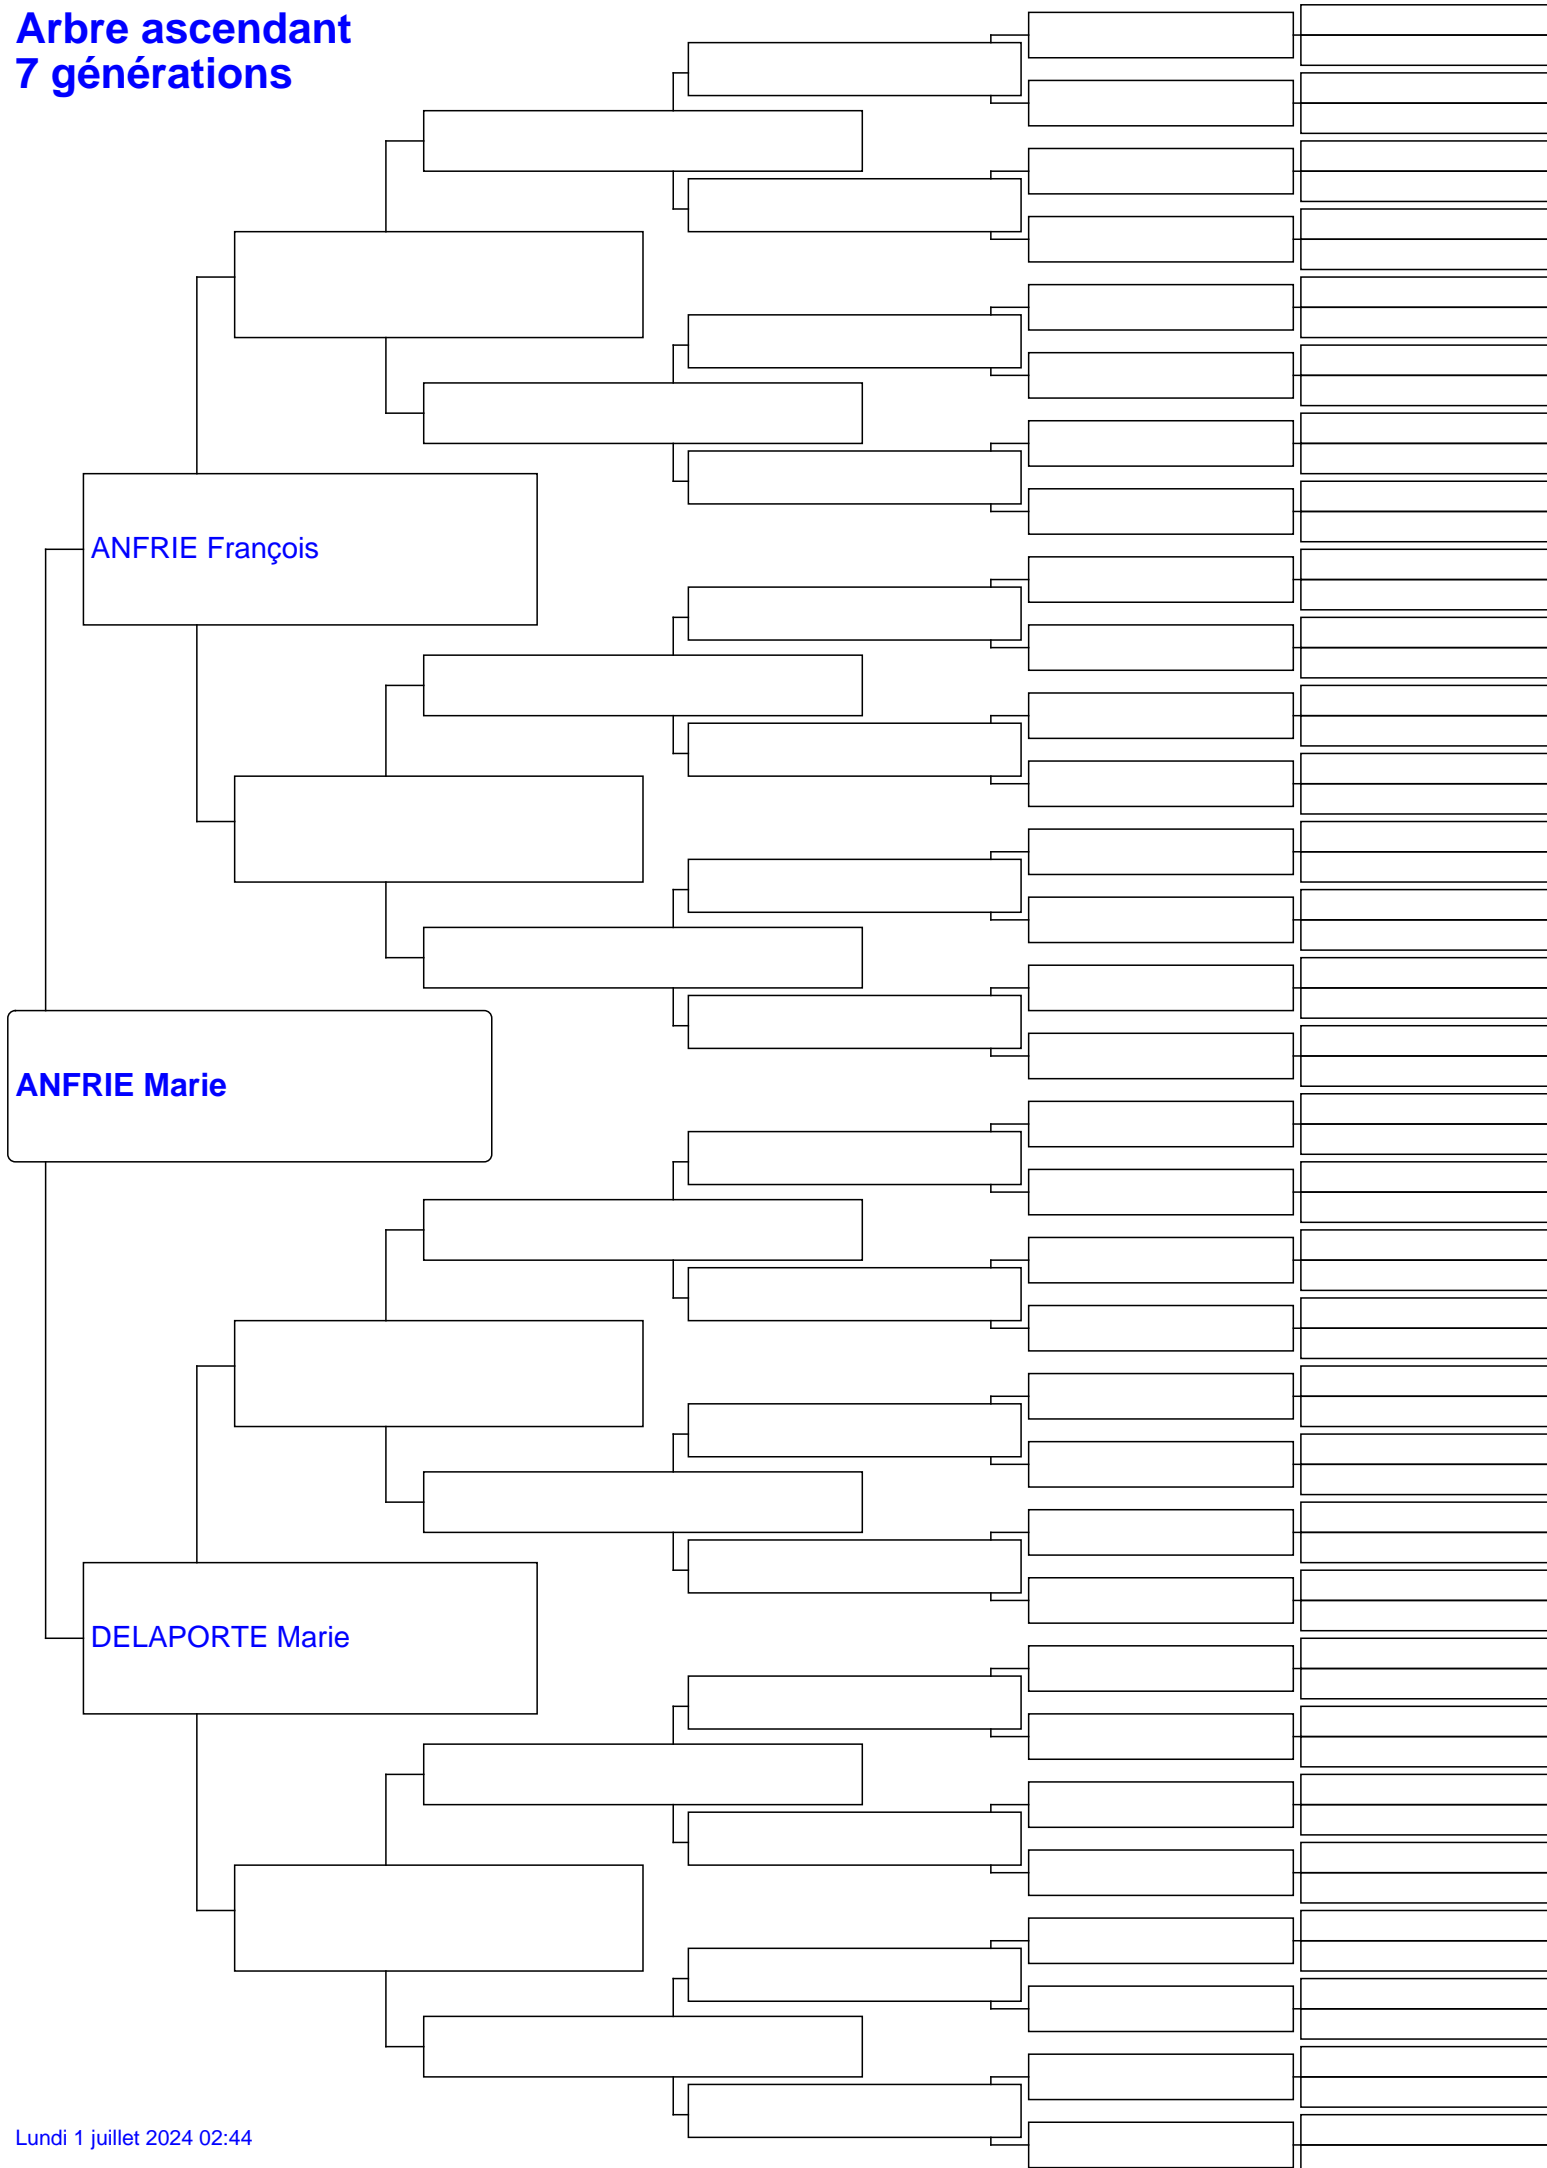 Arbre ascendant
7 générations
ANFRIE François
ANFRIE Marie
DELAPORTE Marie
Lundi 1 juillet 2024 02:44